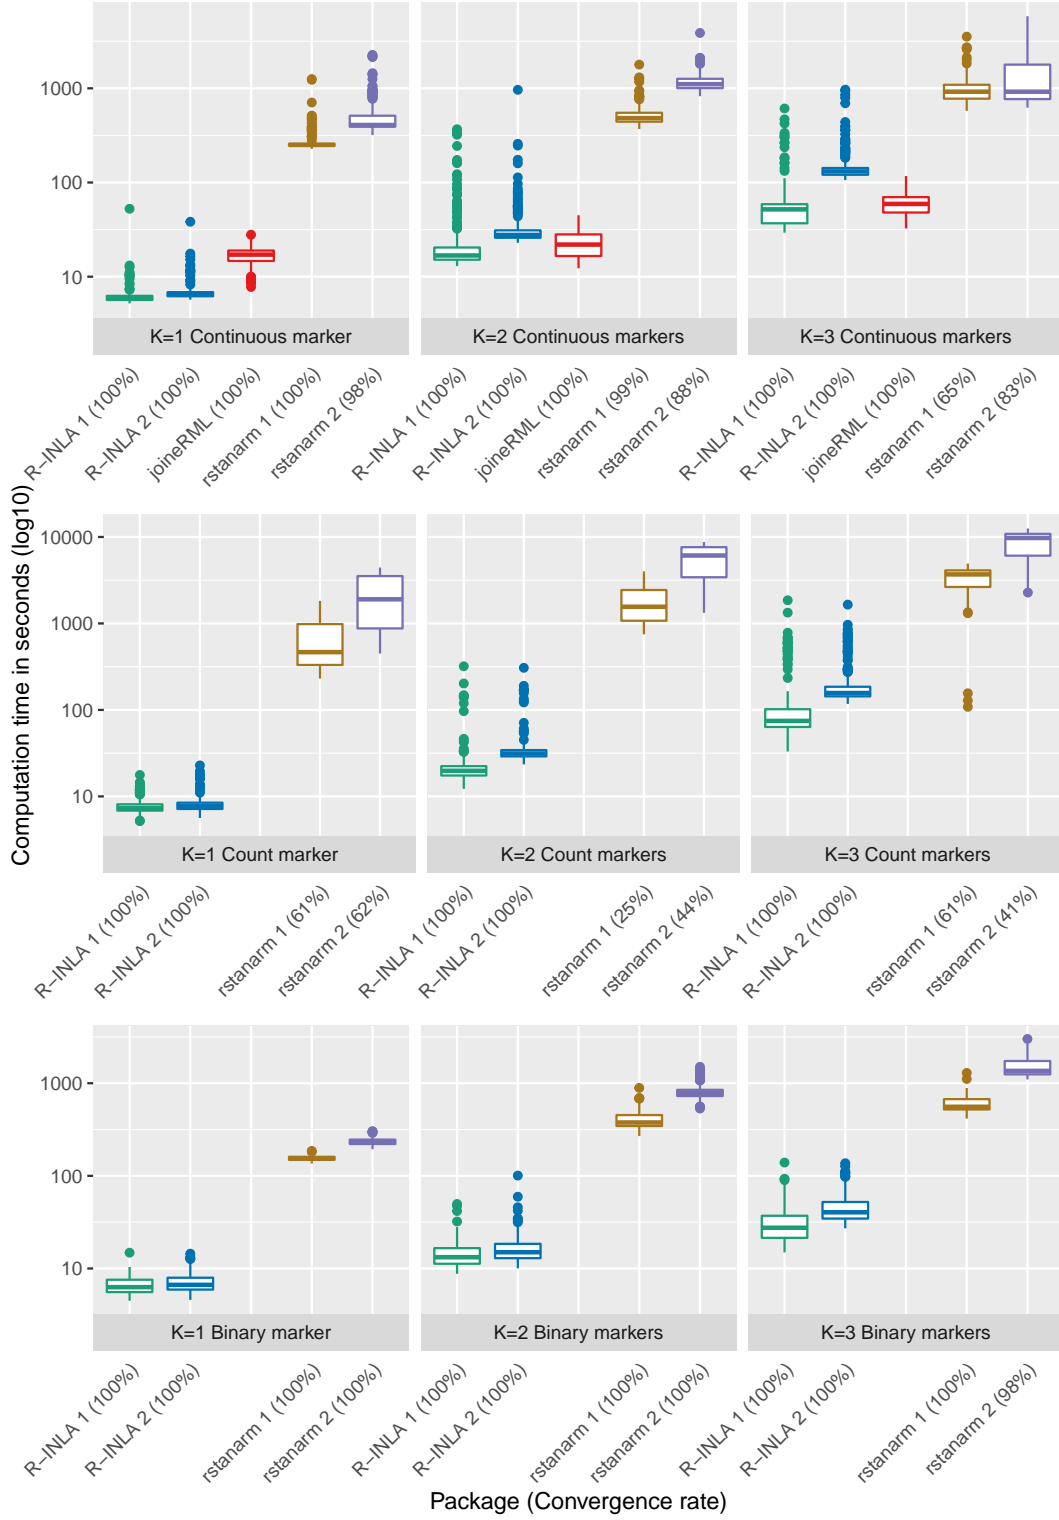 Computation time in seconds (log10)
1000
100
10
K=1 Continuous marker
K=2 Continuous markers
K=3 Continuous markers
R−INLA 1 (100%)
R−INLA 2 (100%)
joineRML (100%)
rstanarm 1 (100%)
rstanarm 2 (98%)
R−INLA 1 (100%)
R−INLA 2 (100%)
joineRML (100%)
rstanarm 1 (99%)
rstanarm 2 (88%)
R−INLA 1 (100%)
R−INLA 2 (100%)
joineRML (100%)
rstanarm 1 (65%)
rstanarm 2 (83%)
10000
1000
100
10
K=1 Count marker
K=2 Count markers
K=3 Count markers
R−INLA 1 (100%)
R−INLA 2 (100%)
rstanarm 1 (61%)
rstanarm 2 (62%)
R−INLA 1 (100%)
R−INLA 2 (100%)
rstanarm 1 (25%)
rstanarm 2 (44%)
R−INLA 1 (100%)
R−INLA 2 (100%)
rstanarm 1 (61%)
rstanarm 2 (41%)
1000
100
10
K=1 Binary marker
K=2 Binary markers
K=3 Binary markers
R−INLA 1 (100%)
R−INLA 2 (100%)
rstanarm 1 (100%)
rstanarm 2 (100%)
R−INLA 1 (100%)
R−INLA 2 (100%)
rstanarm 1 (100%)
rstanarm 2 (100%)
R−INLA 1 (100%)
R−INLA 2 (100%)
rstanarm 1 (100%)
rstanarm 2 (98%)
Package (Convergence rate)